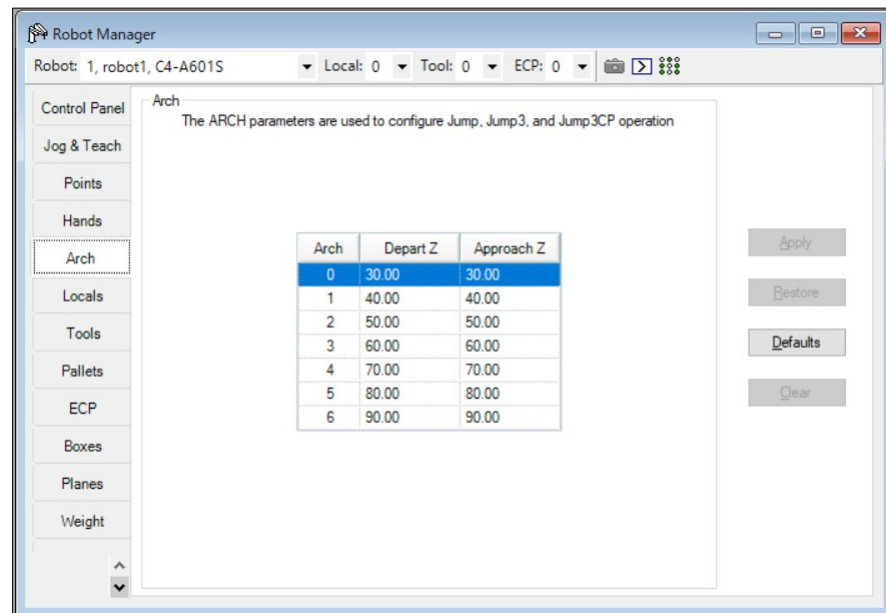 Robot Manager
Robot: 1, robot1, C4-A601S Local: 0 Tool: 0 ECP: 0
Control Panel
Jog & Teach
Points
Hands
Arch
Locals
Tools
Pallets
ECP
Boxes
Planes
Weight
Arch
The ARCH parameters are used to configure Jump, Jump3, and Jump3CP operation
Arch Depart Z Approach Z
0 30.00 30.00
1 40.00 40.00
2 50.00 50.00
3 60.00 60.00
4 70.00 70.00
5 80.00 80.00
6 90.00 90.00
Apply
Restore
Defaults
Clear